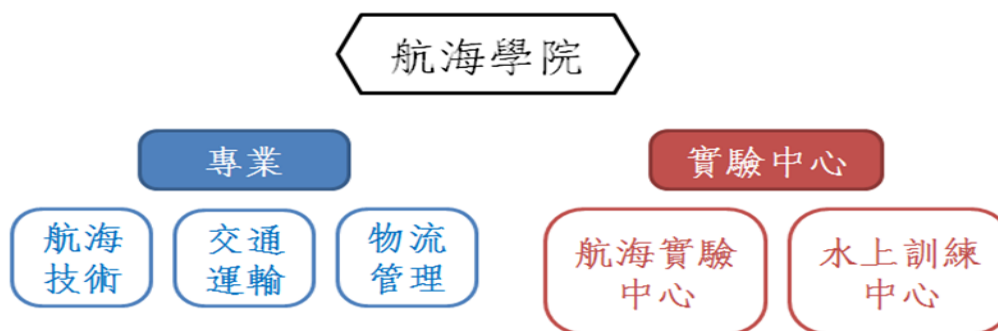 航海學院
專業
實驗中心
航海
技術
交通
運輸
物流
管理
航海實驗
中心
水上訓練
中心